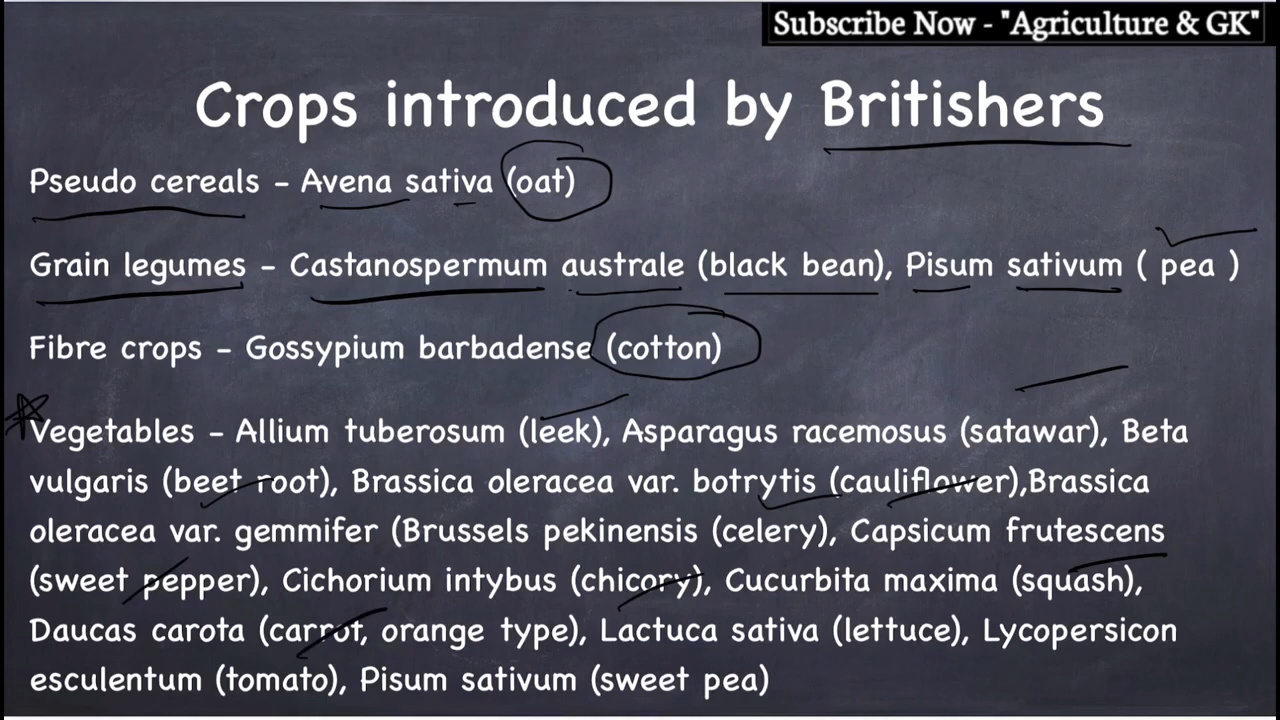 Subscribe Now - "Agriculture & GK"
Crops introduced by Britishers
Pseudo cereals - Avena sativa (oat)
Grain legumes - Castanospermum australe (black bean), Pisum sativum ( pea )
Fibre crops - Gossypium barbadense (cotton)
Vegetables - Allium tuberosum (leek), Asparagus racemosus (satawar), Beta
vulgaris (beet root), Brassica oleracea var. botrytis (cauliflower),Brassica
oleracea var. gemmifer (Brussels pekinensis (celery), Capsicum frutescens
(sweet pepper), Cichorium intybus (chicory), Cucurbita maxima (squash),
Daucas carota (carrot, orange type), Lactuca sativa (lettuce), Lycopersicon
esculentum (tomato), Pisum sativum (sweet pea)